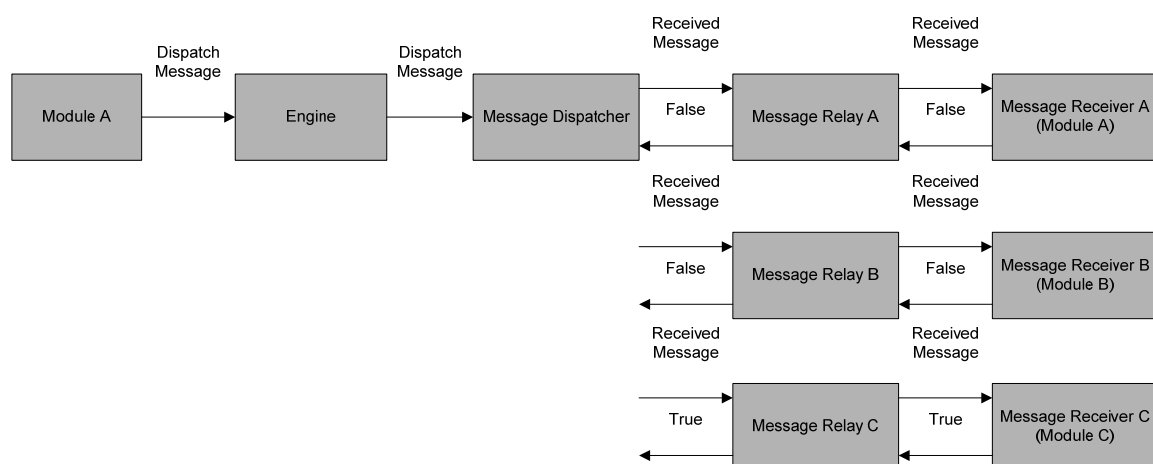 Received
Message
Received
Message
Dispatch
Message
Dispatch
Message
Module A
Engine
Message Dispatcher
False
Message Relay A
False
Message Receiver A
(Module A)
Received
Message
Received
Message
False
Message Relay B
False
Message Receiver B
(Module B)
Received
Message
Received
Message
True
Message Relay C
True
Message Receiver C
(Module C)